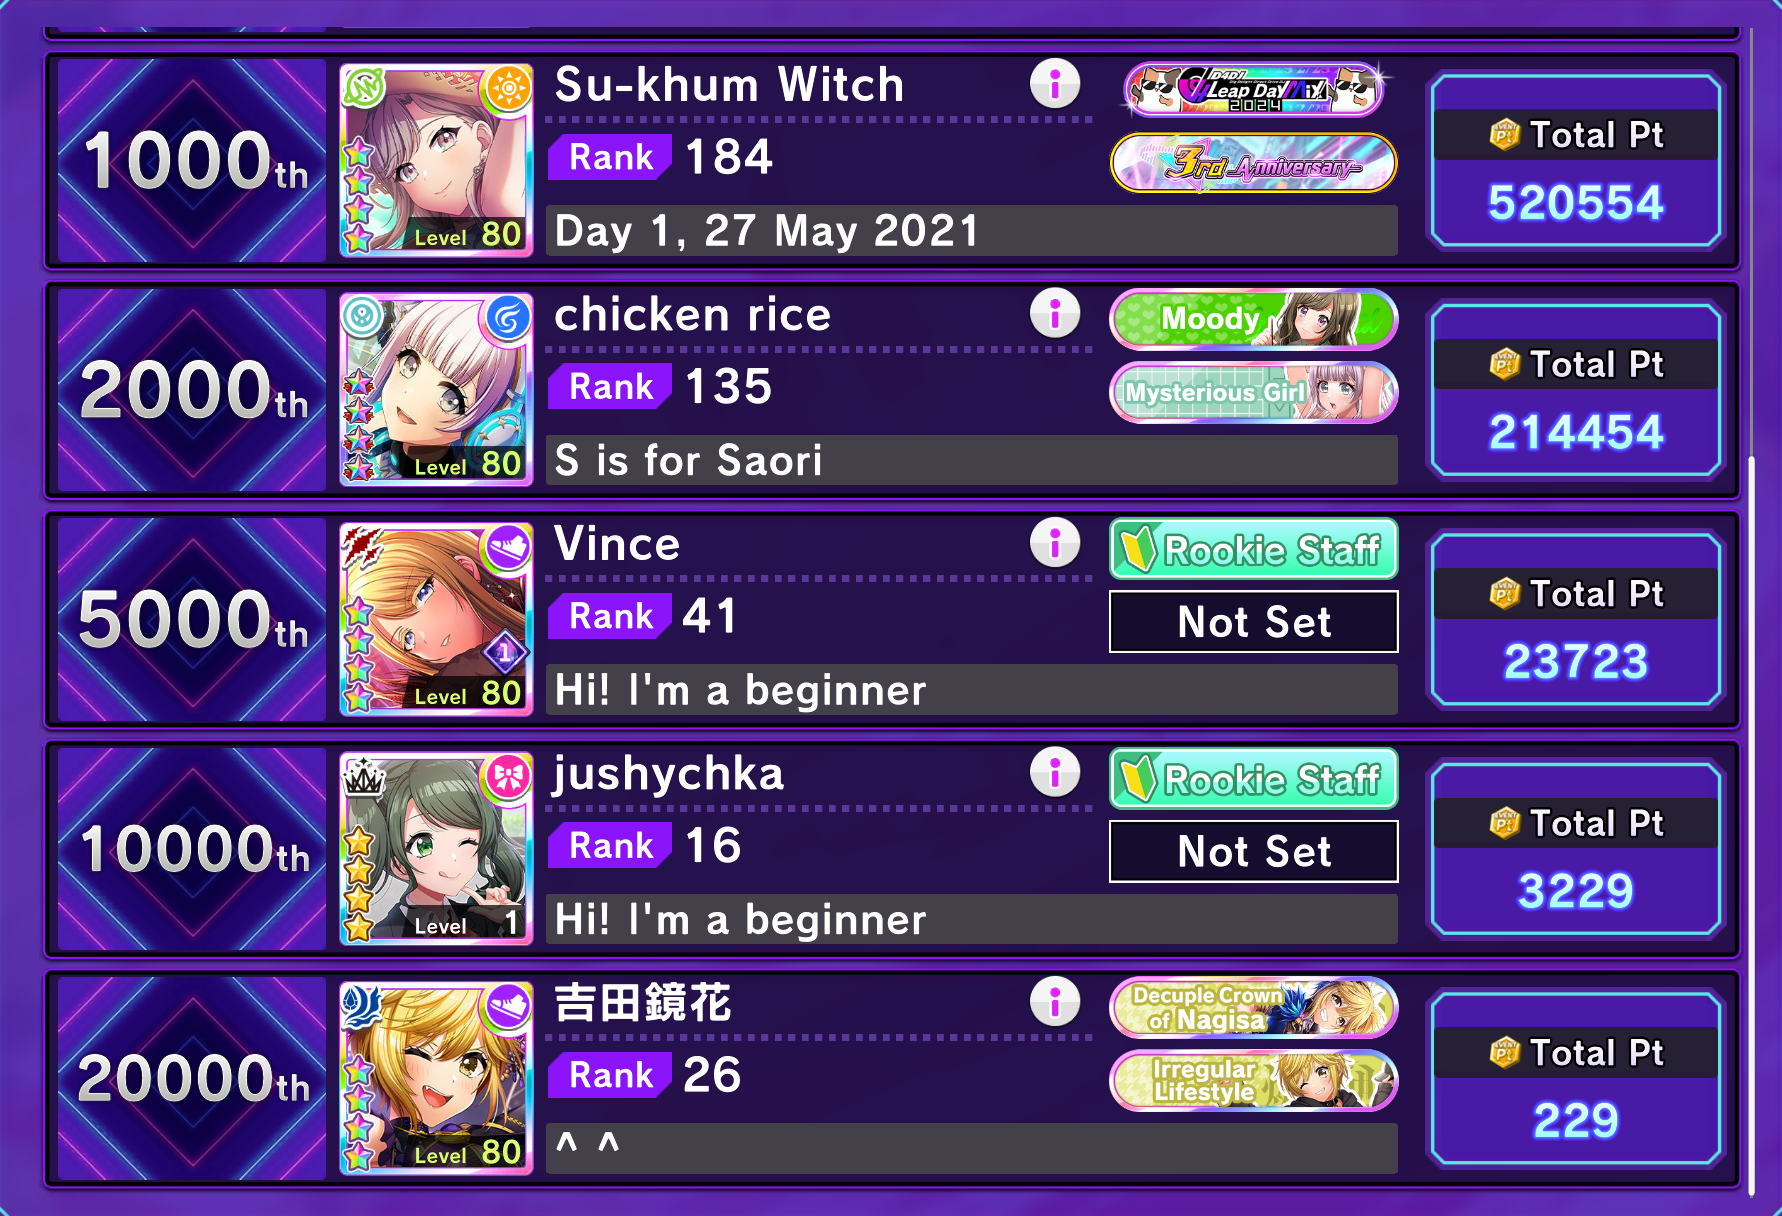 1000th
Su-khum Witch
D4DJ
Leap Day Mix
2024
Rank 184
3rd Anniversary
Level 80
Day 1, 27 May 2021
Total Pt
520554
2000th
chicken rice
Moody
Rank 135
Mysterious Girl
Level 80
S is for Saori
Total Pt
214454
5000th
Vince
Rookie Staff
Rank 41
Not Set
1
Level 80
Hi! I'm a beginner
Total Pt
23723
10000th
jushychka
Rookie Staff
Rank 16
Not Set
Level 1
Hi! I'm a beginner
Total Pt
3229
20000th
吉田鏡花
Decuple Crown
of Nagisa
Rank 26
Irregular
Lifestyle
Level 80
^ ^
Total Pt
229